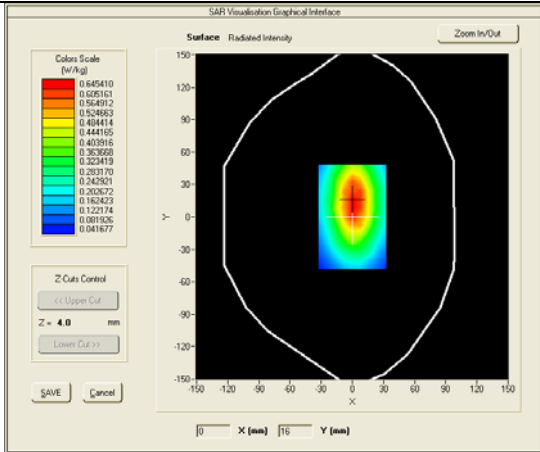 SAR Visualisation Graphical Interface
Surface Radiated Intensity
Zoom In/Out
Colors Scale
(W/kg)
0.645410
0.605161
0.564912
0.524663
0.484414
0.444165
0.403916
0.363668
0.323419
0.283170
0.242921
0.202672
0.162423
0.122174
0.081926
0.041677
150-
120-
90-
60-
30-
0-
-30-
-60-
-90-
-120-
-150-
Y
-150 -120 -90 -60 -30 0 30 60 90 120 150
X
Z Cuts Control
<< Upper Cut
Z = 4.0 mm
Lower Cut >>
SAVE Cancel
0 X (mm) 16 Y (mm)